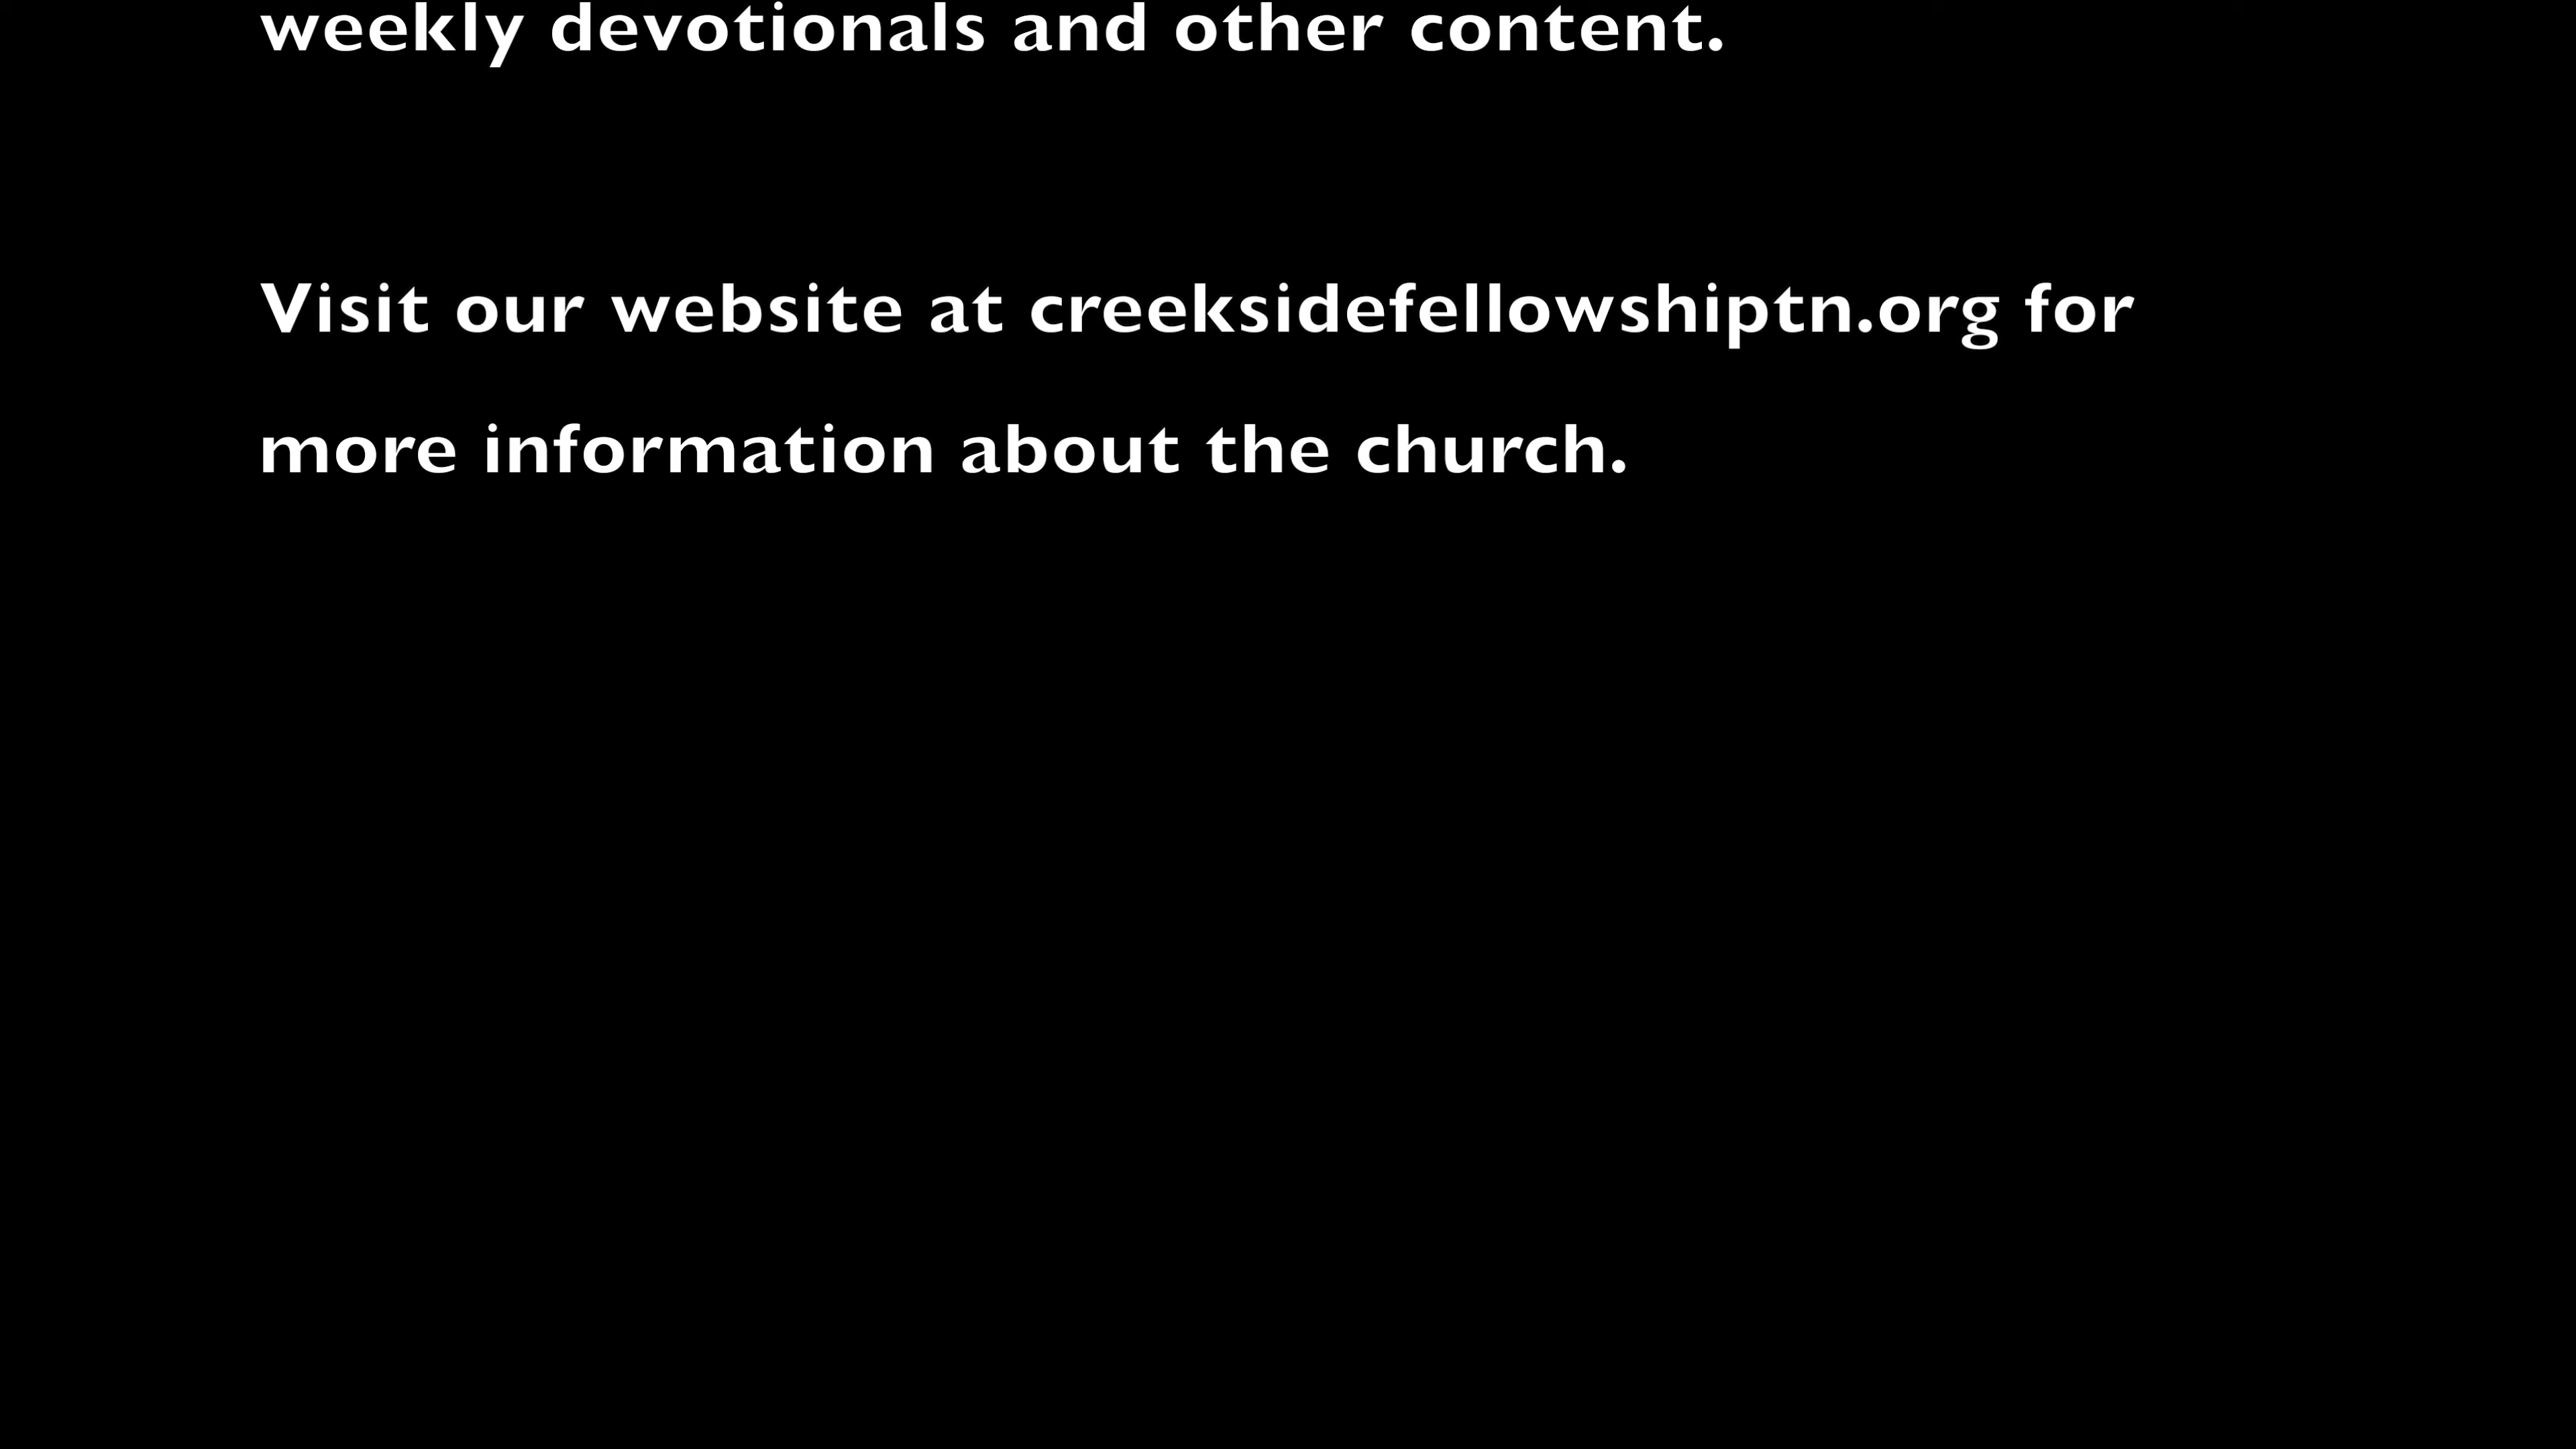 weekly devotionals and other content.
Visit our website at creeksidefellowshiptn.org for
more information about the church.